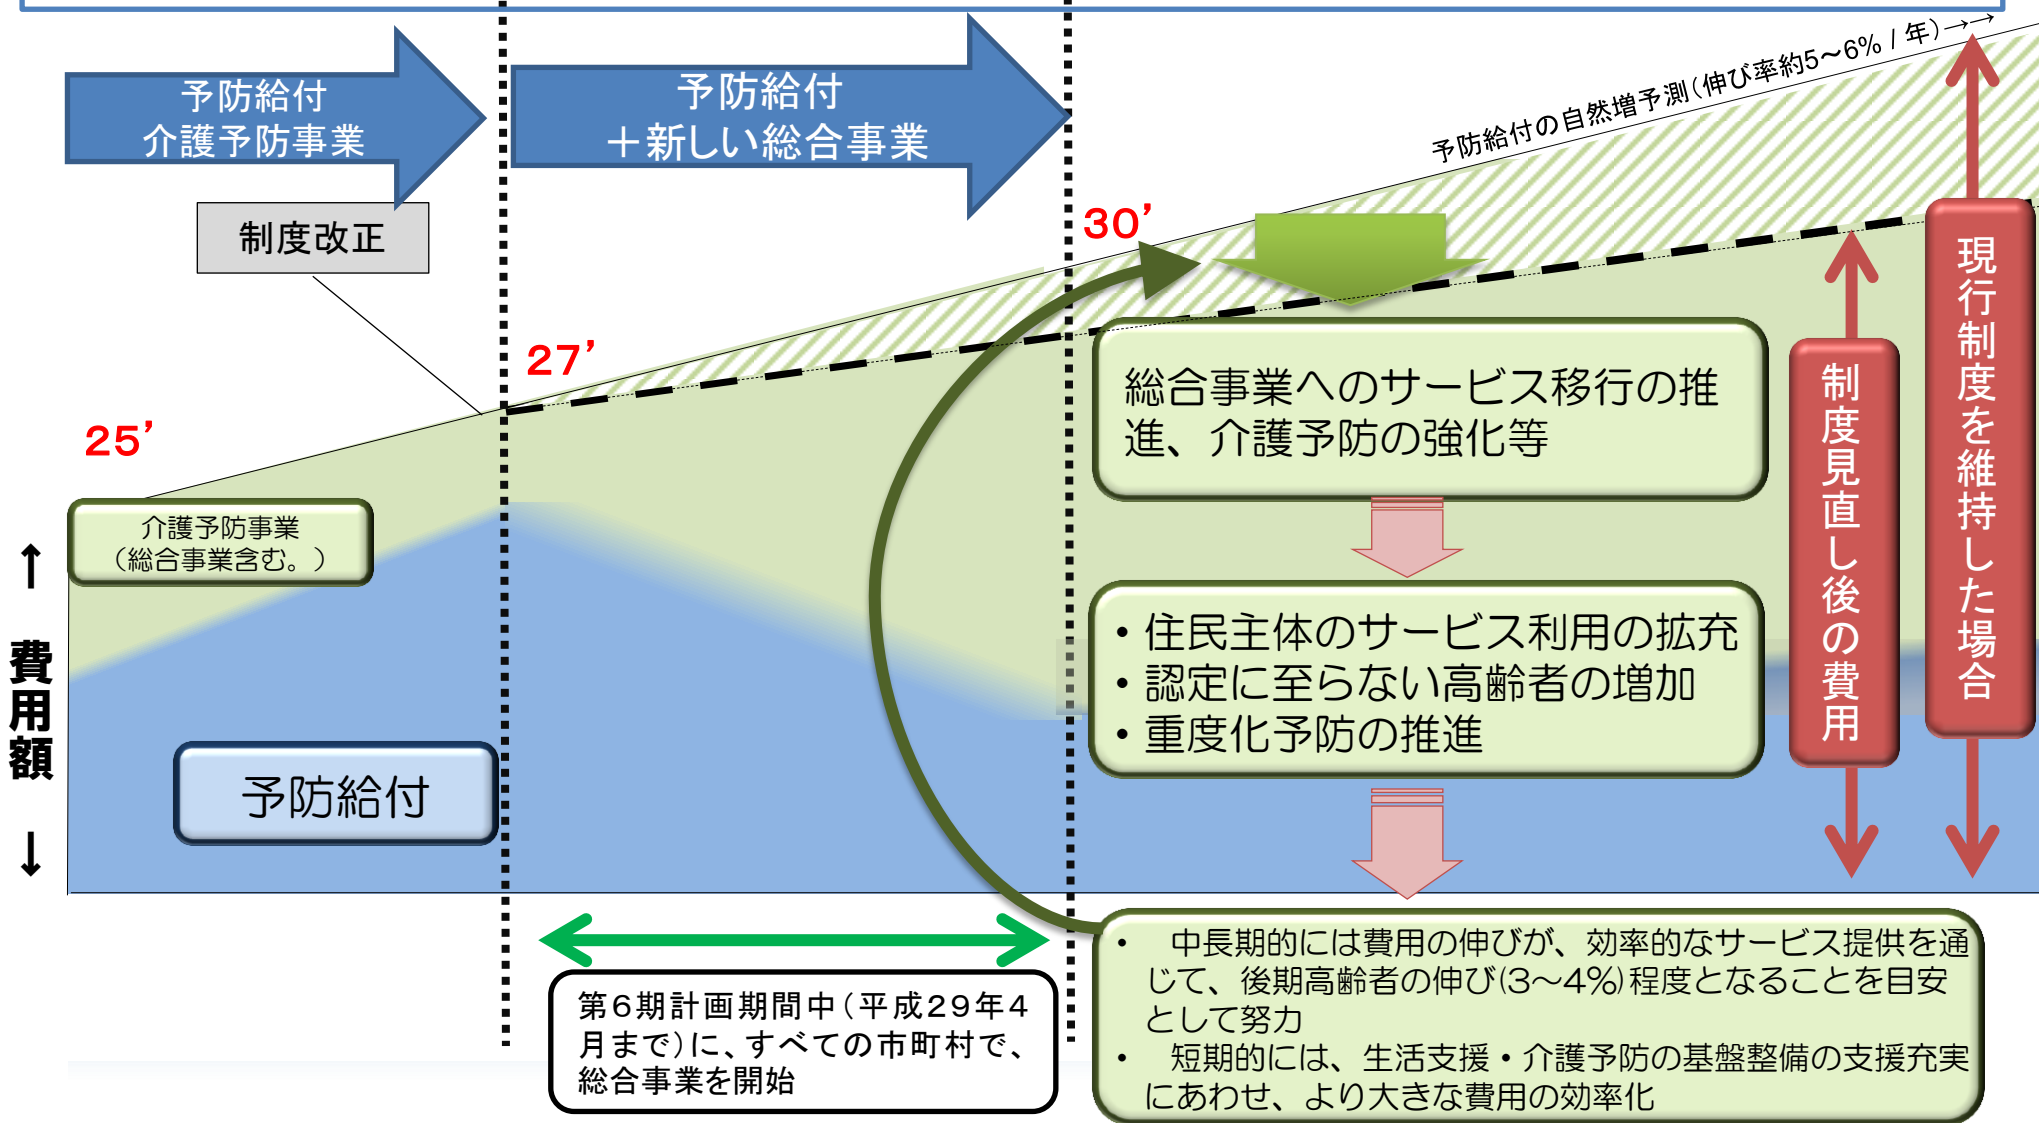 予防給付
介護予防事業
予防給付
＋新しい総合事業
予防給付の自然増予測（伸び率約5～6% / 年）→→
制度改正
25’
27’
30’
介護予防事業
（総合事業含む。）
予防給付
↑ 費用額 ↓
総合事業へのサービス移行の推
進、介護予防の強化等
・住民主体のサービス利用の拡充
・認定に至らない高齢者の増加
・重度化予防の推進
制度見直し後の費用
現行制度を維持した場合
第６期計画期間中（平成２９年４
月まで）に、すべての市町村で、
総合事業を開始
・ 中長期的には費用の伸びが、効率的なサービス提供を通
じて、後期高齢者の伸び(3～4%)程度となることを目安
として努力
・ 短期的には、生活支援・介護予防の基盤整備の支援充実
にあわせ、より大きな費用の効率化